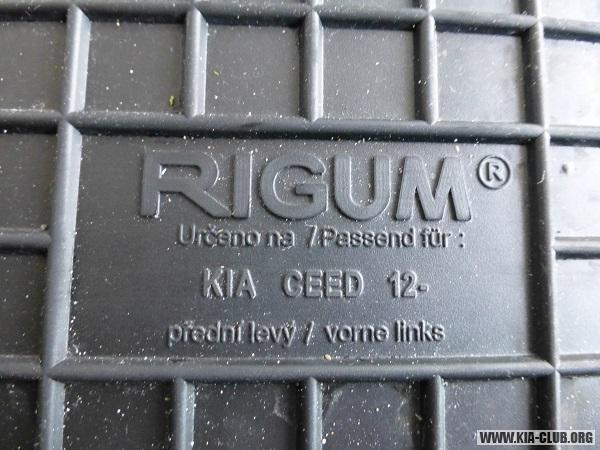 RIGUM®
Určeno na /Passend für:
KIA CEED 12-
přední levý / vorne links
WWW.KIA-CLUB.ORG